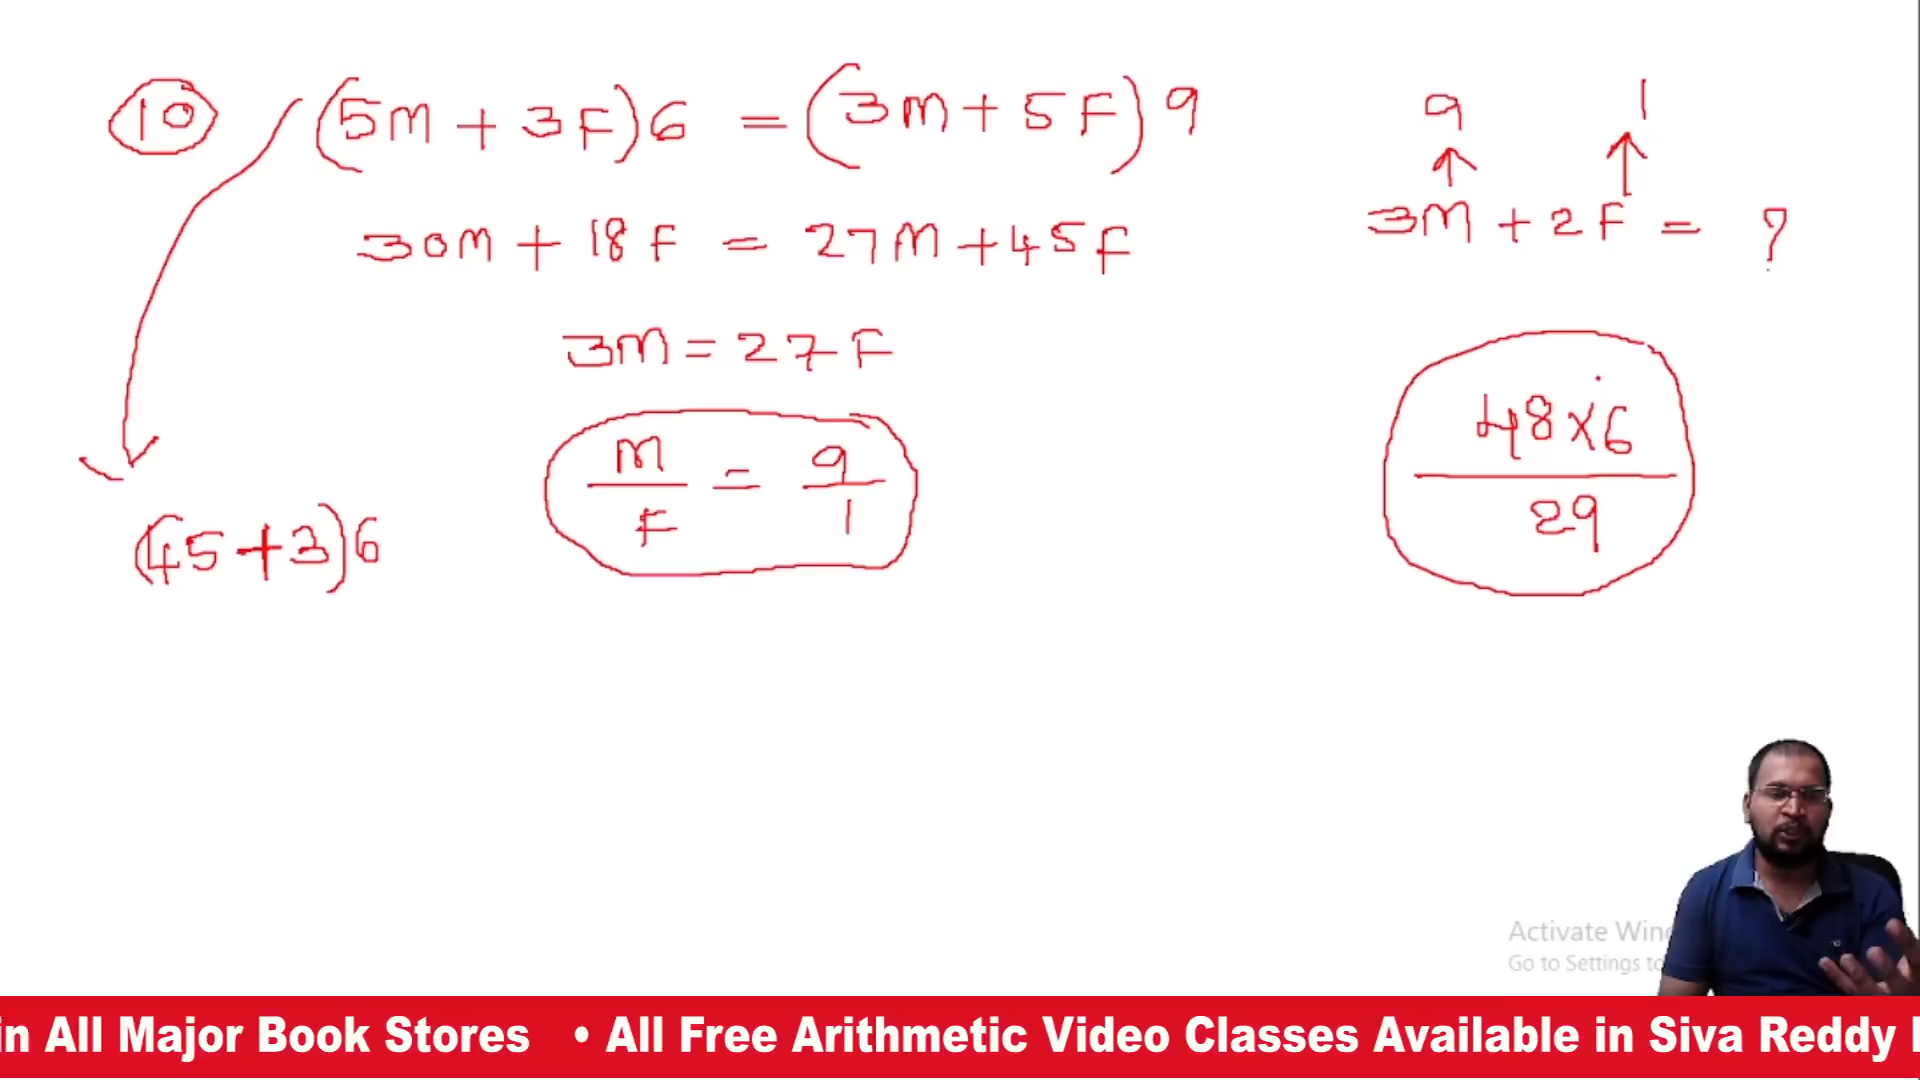 10 (5M + 3F)6 = (3M + 5F)9
30M + 18F = 27M + 45F
3M = 27F
M/F = 9/1
(45+3)6
9 1
3M + 2F = ?
48×6
29
Activate Win
Go to Settings to
in All Major Book Stores • All Free Arithmetic Video Classes Available in Siva Reddy